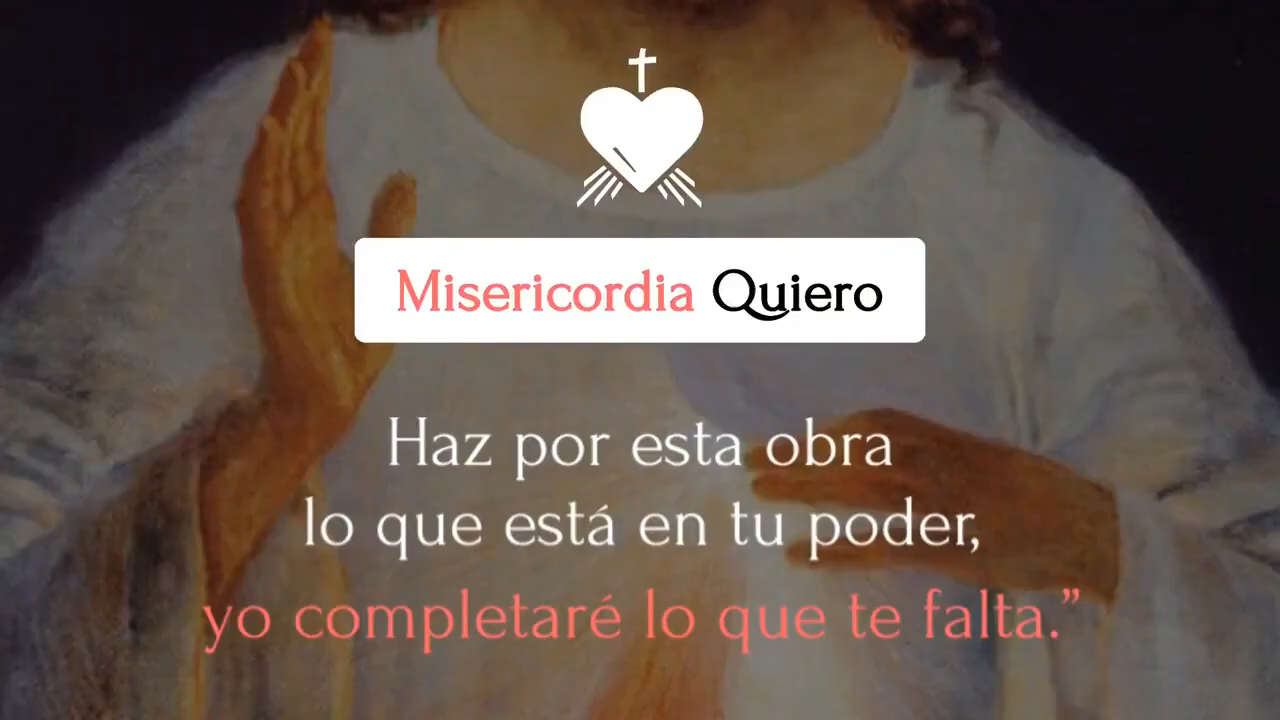 Misericordia Quiero
Haz por esta obra
lo que está en tu poder,
yo completaré lo que te falta.”